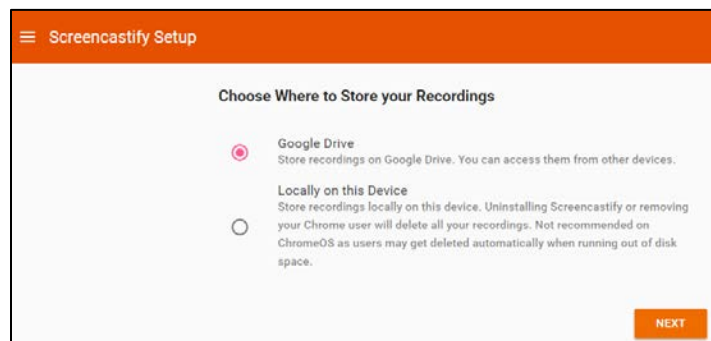 Screencastify Setup
Choose Where to Store your Recordings
Google Drive
Store recordings on Google Drive. You can access them from other devices.
Locally on this Device
Store recordings locally on this device. Uninstalling Screencastify or removing
your Chrome user will delete all your recordings. Not recommended on
ChromeOS as users may get deleted automatically when running out of disk
space.
NEXT